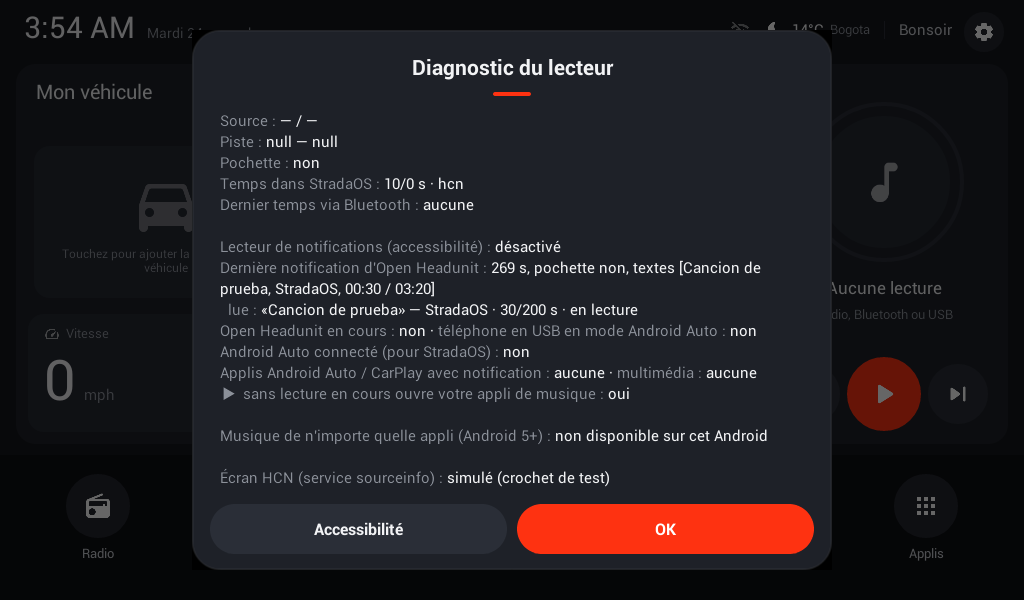 3:54 AM
Mardi
14°C
Bogota
Bonsoir
Mon véhicule
Touchez pour ajouter la
véhicule
Vitesse
0 mph
Diagnostic du lecteur
Source : — / —
Piste : null — null
Pochette : non
Temps dans StradaOS : 10/0 s · hcn
Dernier temps via Bluetooth : aucune
Lecteur de notifications (accessibilité) : désactivé
Dernière notification d'Open Headunit : 269 s, pochette non, textes [Cancion de
prueba, StradaOS, 00:30 / 03:20]
lue : «Cancion de prueba» — StradaOS · 30/200 s · en lecture
Open Headunit en cours : non · téléphone en USB en mode Android Auto : non
Android Auto connecté (pour StradaOS) : non
Applis Android Auto / CarPlay avec notification : aucune · multimédia : aucune
▶ sans lecture en cours ouvre votre appli de musique : oui
Musique de n'importe quelle appli (Android 5+) : non disponible sur cet Android
Écran HCN (service sourceinfo) : simulé (crochet de test)
Accessibilité
OK
Aucune lecture
Bluetooth ou USB
Radio
Applis